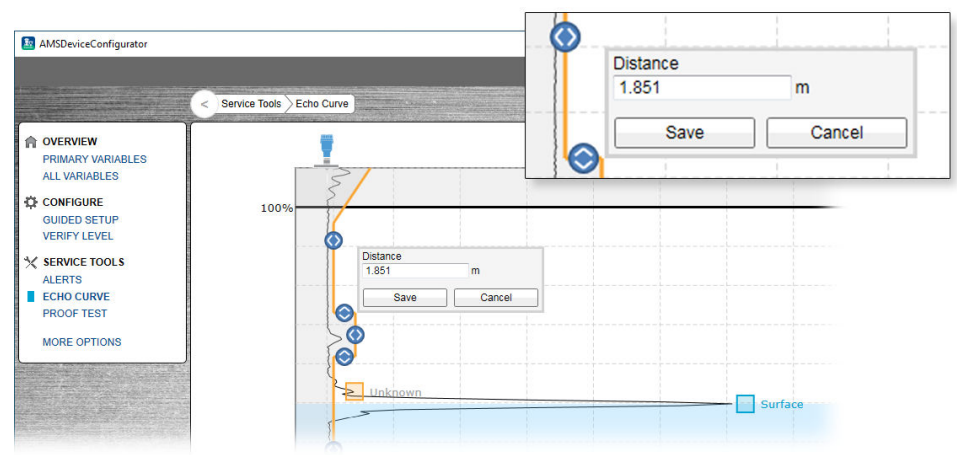 AMSDeviceConfigurator
< Service Tools Echo Curve
OVERVIEW
PRIMARY VARIABLES
ALL VARIABLES
CONFIGURE
GUIDED SETUP
VERIFY LEVEL
SERVICE TOOLS
ALERTS
ECHO CURVE
PROOF TEST
MORE OPTIONS
100%
Distance
1.851 m
Save Cancel
Unknown
Surface
Distance
1.851 m
Save Cancel